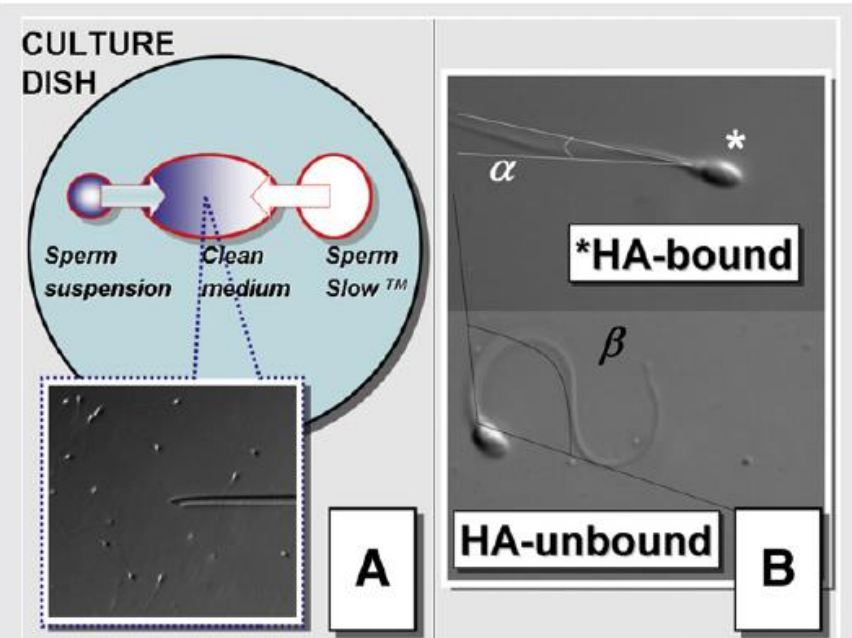 CULTURE
DISH
Sperm
suspension
Clean
medium
Sperm
Slow ™
A
α
*
*HA-bound
β
HA-unbound
B